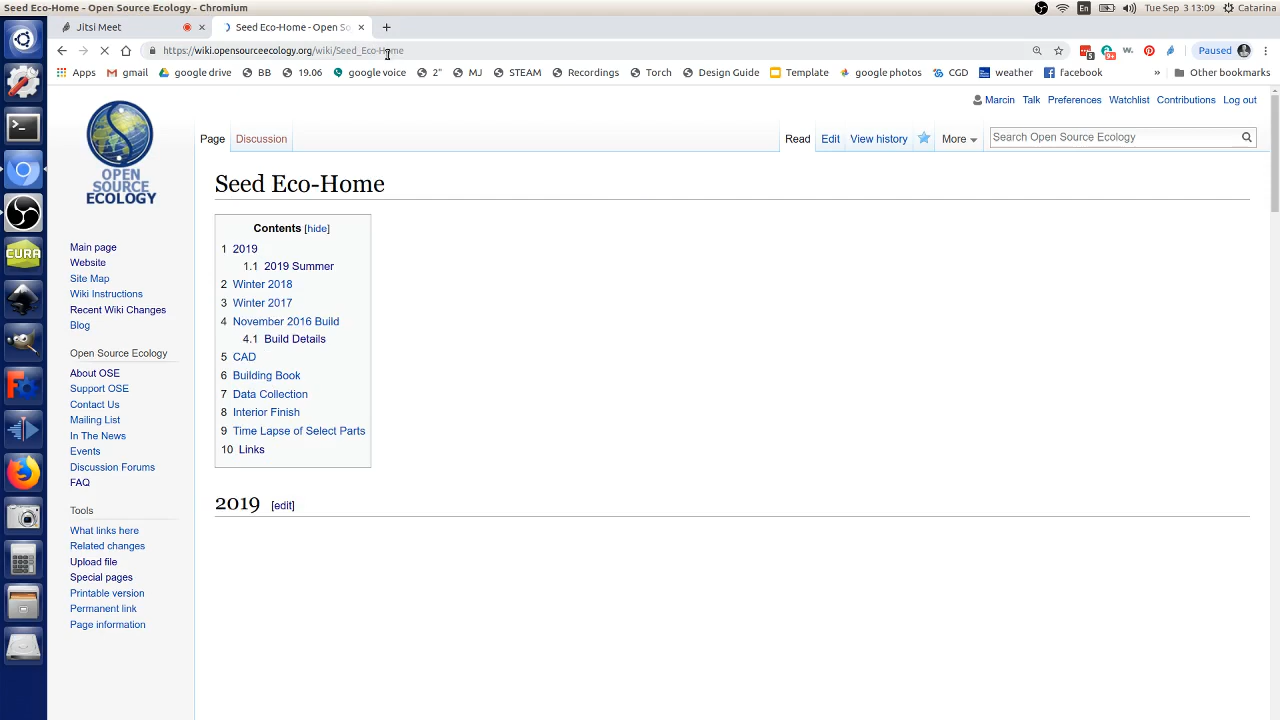 Seed Eco-Home - Open Source Ecology - Chromium
En
Tue Sep 3 13:09
Catarina
Jitsi Meet
Seed Eco-Home - Open So
https://wiki.opensourceecology.org/wiki/Seed_Eco-Home
3
9+
W.
Paused
Apps
gmail
google drive
BB
19.06
google voice
2"
MJ
STEAM
Recordings
Torch
Design Guide
Template
google photos
CGD
weather
facebook
»
Other bookmarks
Marcin
Talk
Preferences
Watchlist
Contributions
Log out
Page
Discussion
Read
Edit
View history
More
Search Open Source Ecology
OPEN
SOURCE
ECOLOGY
Main page
Website
Site Map
Wiki Instructions
Recent Wiki Changes
Blog
Open Source Ecology
About OSE
Support OSE
Contact Us
Mailing List
In The News
Events
Discussion Forums
FAQ
Tools
What links here
Related changes
Upload file
Special pages
Printable version
Permanent link
Page information
Seed Eco-Home
Contents [hide]
1 2019
1.1 2019 Summer
2 Winter 2018
3 Winter 2017
4 November 2016 Build
4.1 Build Details
5 CAD
6 Building Book
7 Data Collection
8 Interior Finish
9 Time Lapse of Select Parts
10 Links
2019 [edit]
CURA